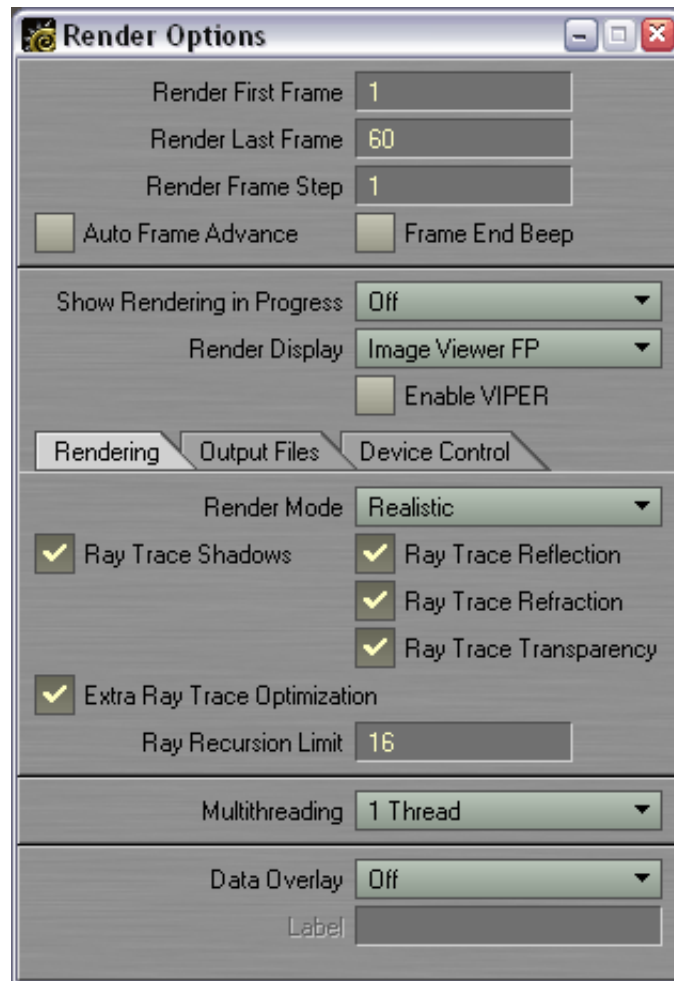 Render Options
Render First Frame 1
Render Last Frame 60
Render Frame Step 1
Auto Frame Advance Frame End Beep
Show Rendering in Progress Off
Render Display Image Viewer FP
Enable VIPER
Rendering Output Files Device Control
Render Mode Realistic
Ray Trace Shadows Ray Trace Reflection
Ray Trace Refraction
Ray Trace Transparency
Extra Ray Trace Optimization
Ray Recursion Limit 16
Multithreading 1 Thread
Data Overlay Off
Label